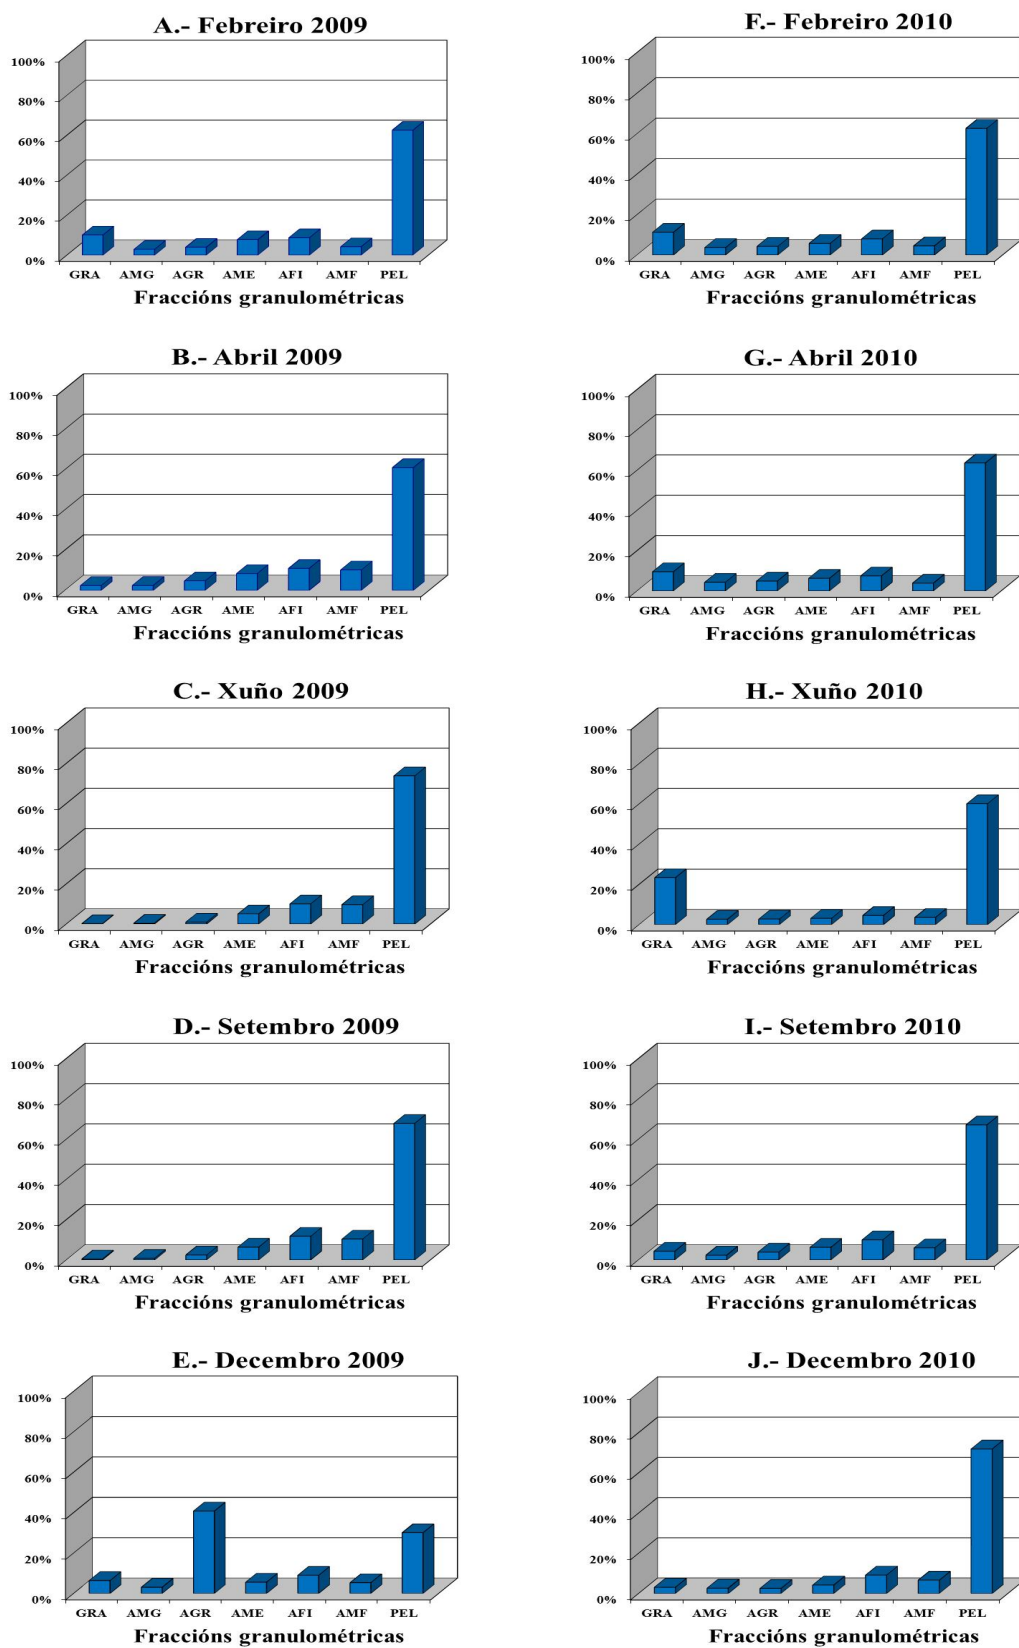 A.- Febreiro 2009
100%
80%
60%
40%
20%
0%
GRA AMG AGR AME AFI AMF PEL
Fraccións granulométricas
B.- Abril 2009
100%
80%
60%
40%
20%
0%
GRA AMG AGR AME AFI AMF PEL
Fraccións granulométricas
C.- Xuño 2009
100%
80%
60%
40%
20%
0%
GRA AMG AGR AME AFI AMF PEL
Fraccións granulométricas
D.- Setembro 2009
100%
80%
60%
40%
20%
0%
GRA AMG AGR AME AFI AMF PEL
Fraccións granulométricas
E.- Decembro 2009
100%
80%
60%
40%
20%
0%
GRA AMG AGR AME AFI AMF PEL
Fraccións granulométricas
F.- Febreiro 2010
100%
80%
60%
40%
20%
0%
GRA AMG AGR AME AFI AMF PEL
Fraccións granulométricas
G.- Abril 2010
100%
80%
60%
40%
20%
0%
GRA AMG AGR AME AFI AMF PEL
Fraccións granulométricas
H.- Xuño 2010
100%
80%
60%
40%
20%
0%
GRA AMG AGR AME AFI AMF PEL
Fraccións granulométricas
I.- Setembro 2010
100%
80%
60%
40%
20%
0%
GRA AMG AGR AME AFI AMF PEL
Fraccións granulométricas
J.- Decembro 2010
100%
80%
60%
40%
20%
0%
GRA AMG AGR AME AFI AMF PEL
Fraccións granulométricas